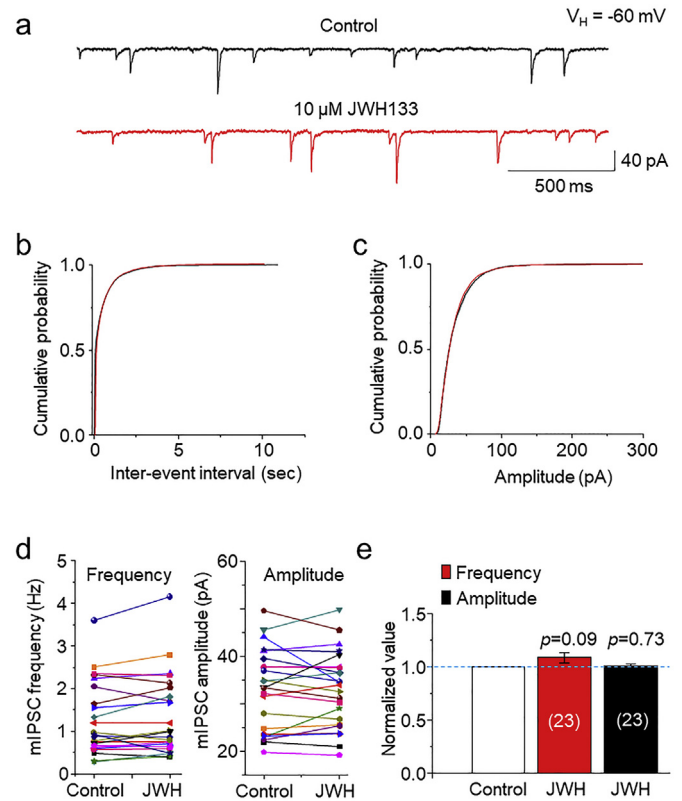 a
Control
V_H = -60 mV
10 µM JWH133
40 pA
500 ms
b
Cumulative probability
1.0
0.5
0.0
0
5
10
Inter-event interval (sec)
c
Cumulative probability
1.0
0.5
0.0
0
100
200
300
Amplitude (pA)
d
Frequency
mIPSC frequency (Hz)
5
4
3
2
1
0
Control
JWH
Amplitude
mIPSC amplitude (pA)
60
40
20
Control
JWH
e
Frequency
Amplitude
Normalized value
1.5
1.0
0.5
0.0
p=0.09
p=0.73
(23)
(23)
Control
JWH
JWH